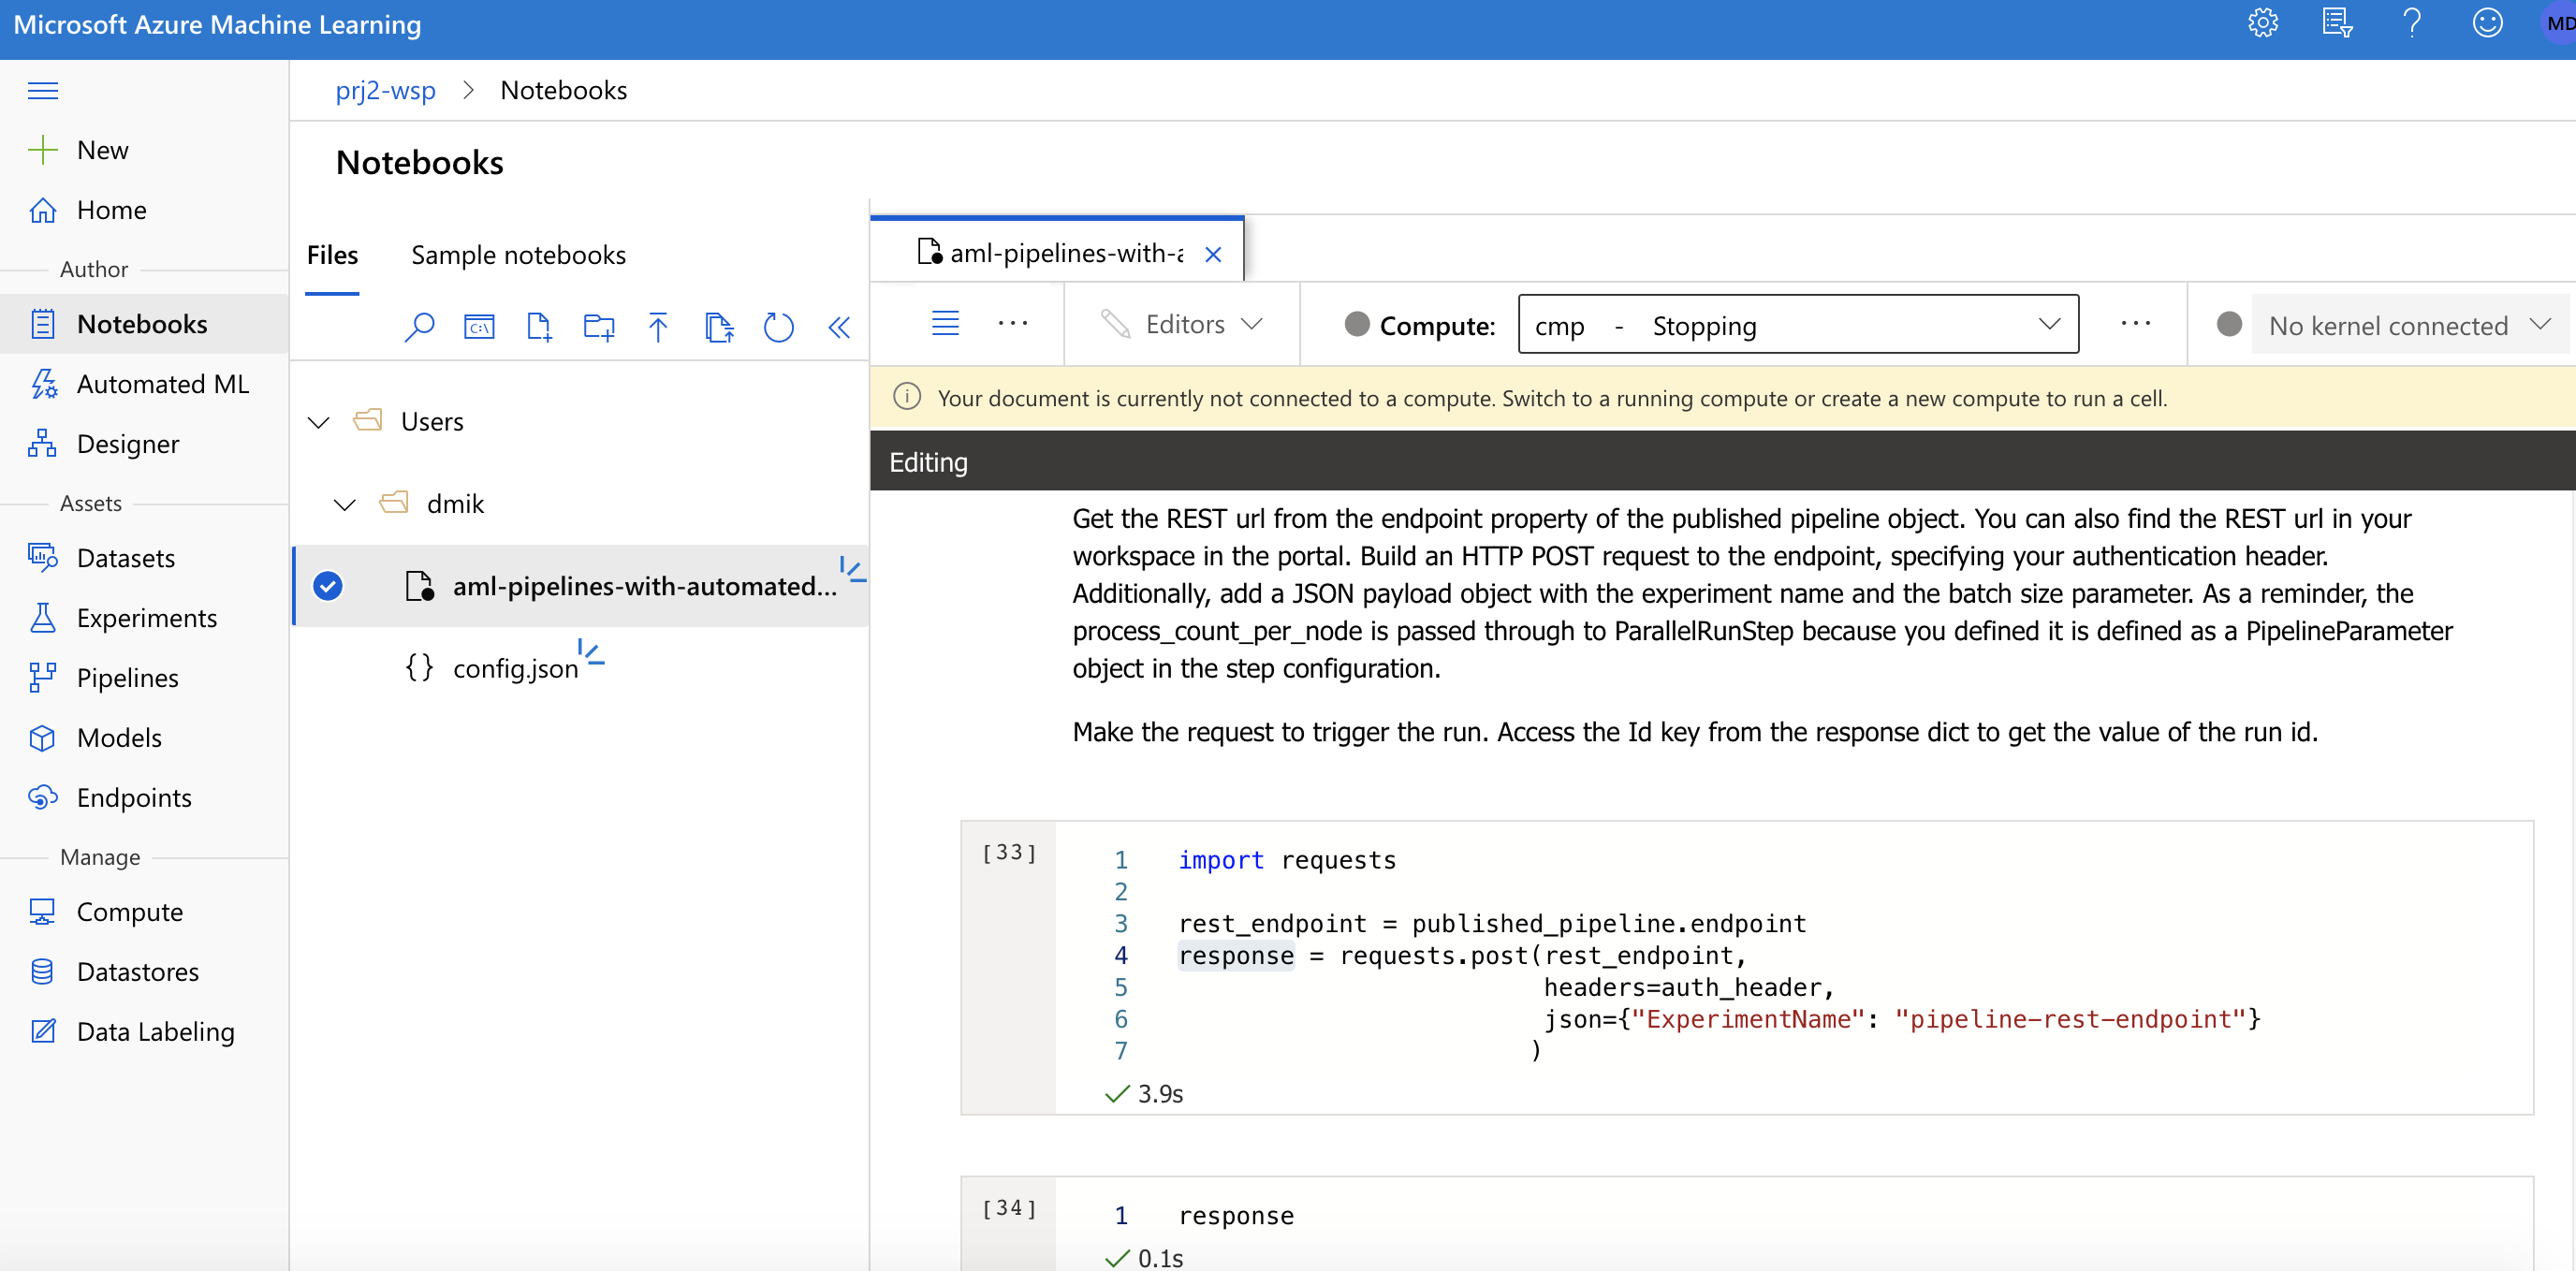 Microsoft Azure Machine Learning
MD
prj2-wsp > Notebooks
New
Home
Author
Notebooks
Automated ML
Designer
Assets
Datasets
Experiments
Pipelines
Models
Endpoints
Manage
Compute
Datastores
Data Labeling
Notebooks
Files Sample notebooks
Users
dmik
aml-pipelines-with-automated...
{} config.json
aml-pipelines-with-a
Editors Compute: cmp - Stopping No kernel connected
Your document is currently not connected to a compute. Switch to a running compute or create a new compute to run a cell.
Editing
Get the REST url from the endpoint property of the published pipeline object. You can also find the REST url in your
workspace in the portal. Build an HTTP POST request to the endpoint, specifying your authentication header.
Additionally, add a JSON payload object with the experiment name and the batch size parameter. As a reminder, the
process_count_per_node is passed through to ParallelRunStep because you defined it is defined as a PipelineParameter
object in the step configuration.
Make the request to trigger the run. Access the Id key from the response dict to get the value of the run id.
[33]
1 import requests
2
3 rest_endpoint = published_pipeline.endpoint
4 response = requests.post(rest_endpoint,
5 headers=auth_header,
6 json={"ExperimentName": "pipeline-rest-endpoint"}
7 )
3.9s
[34]
1 response
0.1s